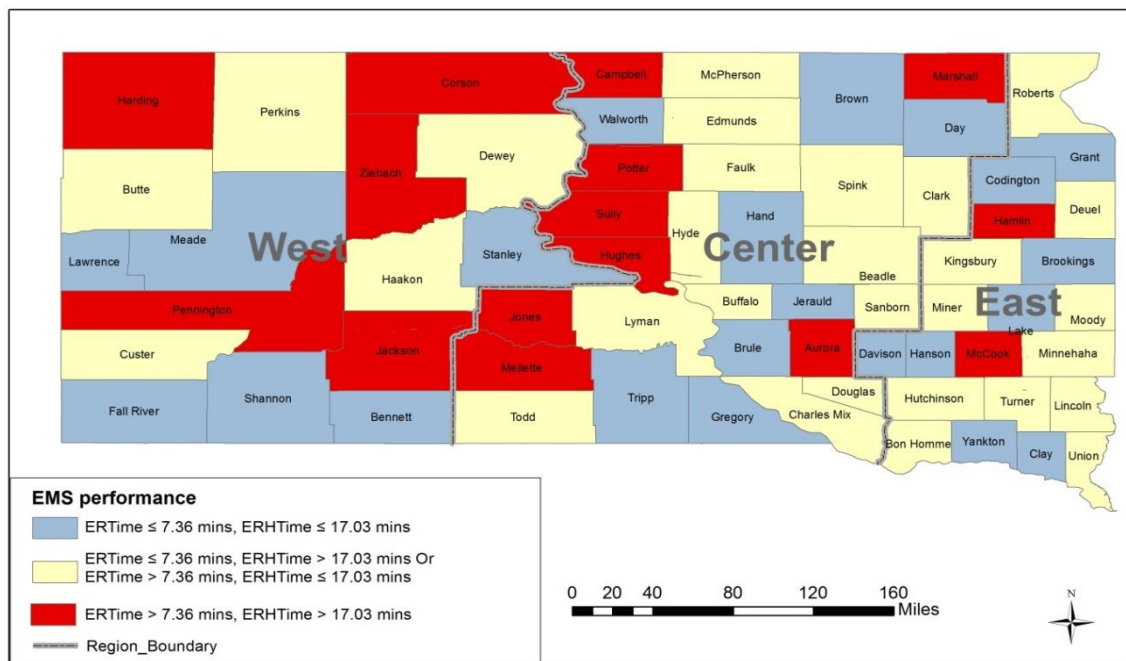 Harding
Perkins
Corson
Campbell
McPherson
Brown
Marshall
Roberts
Walworth
Edmunds
Day
Grant
Butte
Ziebach
Dewey
Potter
Faulk
Spink
Clark
Codington
Deuel
Hamlin
Lawrence
Meade
West
Haakon
Stanley
Sully
Hughes
Hyde
Hand
Center
Beadle
Kingsbury
Brookings
Pennington
Custer
Jackson
Jones
Lyman
Buffalo
Jerauld
Sanborn
Miner
East
Lake
Moody
Brule
Aurora
Davison
Hanson
McCook
Minnehaha
Fall River
Shannon
Bennett
Mellette
Todd
Tripp
Gregory
Charles Mix
Douglas
Hutchinson
Turner
Lincoln
Bon Homme
Yankton
Clay
Union
EMS performance
ERTime ≤ 7.36 mins, ERHTime ≤ 17.03 mins
ERTime ≤ 7.36 mins, ERHTime > 17.03 mins Or
ERTime > 7.36 mins, ERHTime ≤ 17.03 mins
ERTime > 7.36 mins, ERHTime > 17.03 mins
Region_Boundary
0 20 40 80 120 160
Miles
N